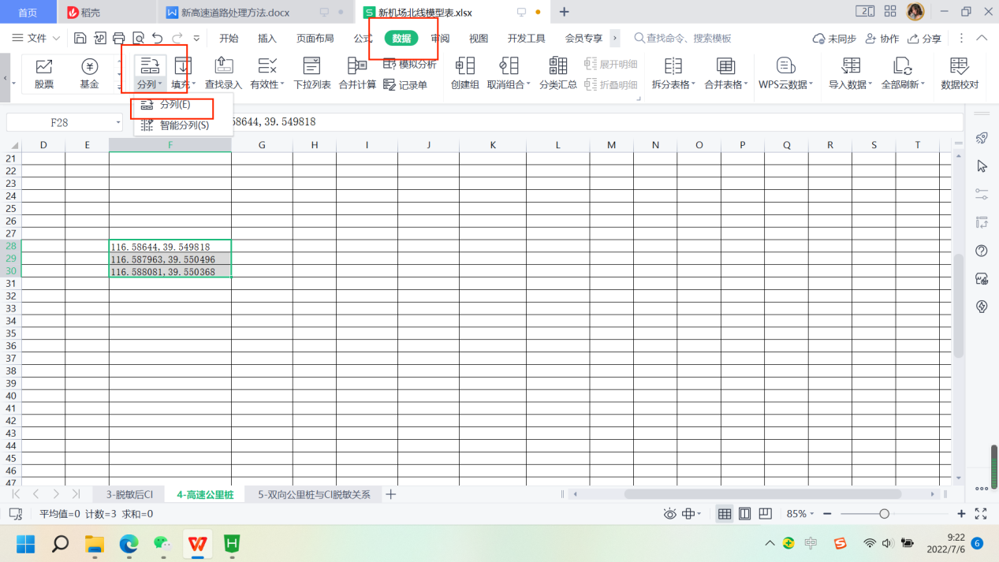 首页 稻壳 新高速道路处理方法.docx 新机场北线模型表.xlsx
文件 开始 插入 页面布局 公式 数据 审阅 视图 开发工具 会员专享 查找命令、搜索模板 未同步 协作 分享
模拟分析 展开明细
股票 基金 分列 填充 查找录入 有效性 下拉列表 合并计算 记录单 创建组 取消组合 分类汇总 折叠明细 拆分表格 合并表格 WPS云数据 导入数据 全部刷新 数据校对
分列(E)
智能分列(S)
F28 58644,39.549818
D E F G H I J K L M N O P Q R S T
21
22
23
24
25
26
27
28 116.58644,39.549818
29 116.587963,39.550496
30 116.588081,39.550368
31
32
33
34
35
36
37
38
39
40
41
42
43
44
45
46
47
3-脱敏后CI 4-高速公里桩 5-双向公里桩与CI脱敏关系
平均值=0 计数=3 求和=0 85%
中 9:22
2022/7/6 6